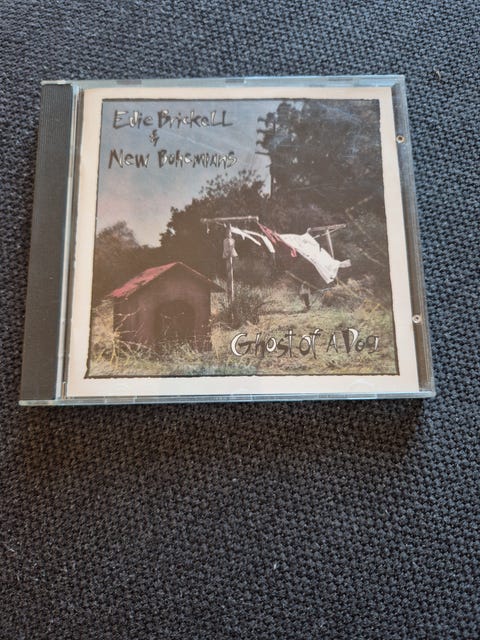 Edie Brickell
&
New Bohemians
Ghost of A Dog